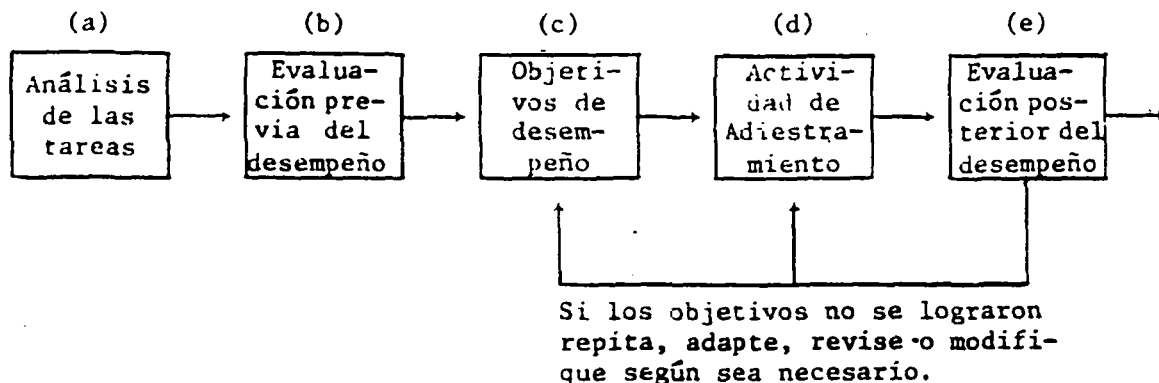 (a)
(b)
(c)
(d)
(e)
Análisis
de las
tareas
Evalua-
ción pre-
via del
desempeño
Objeti-
vos de
desem-
peño
Activi-
dad de
Adiestra-
miento
Evalua-
ción pos-
terior del
desempeño
Si los objetivos no se lograron
repita, adapte, revise o modifi-
que según sea necesario.